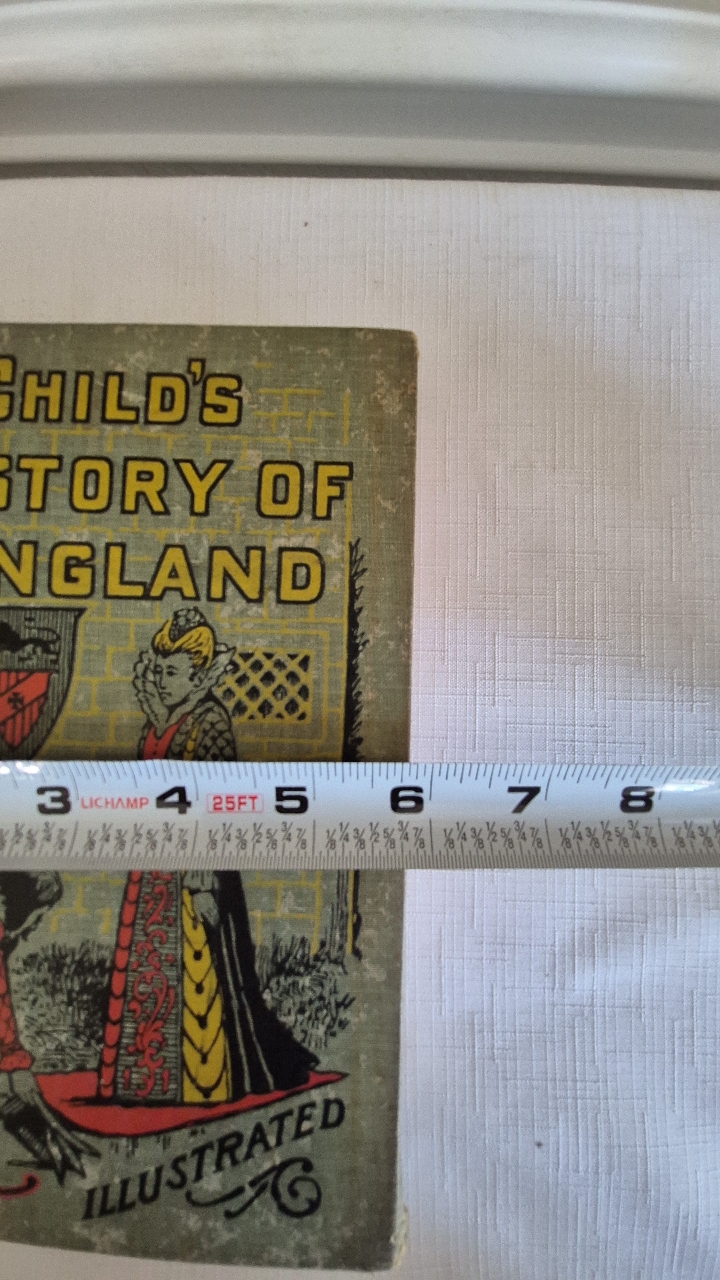 CHILD'S
STORY OF
NGLAND
3 LICHAMP 4 25FT 5 6 7 8
ILLUSTRATED